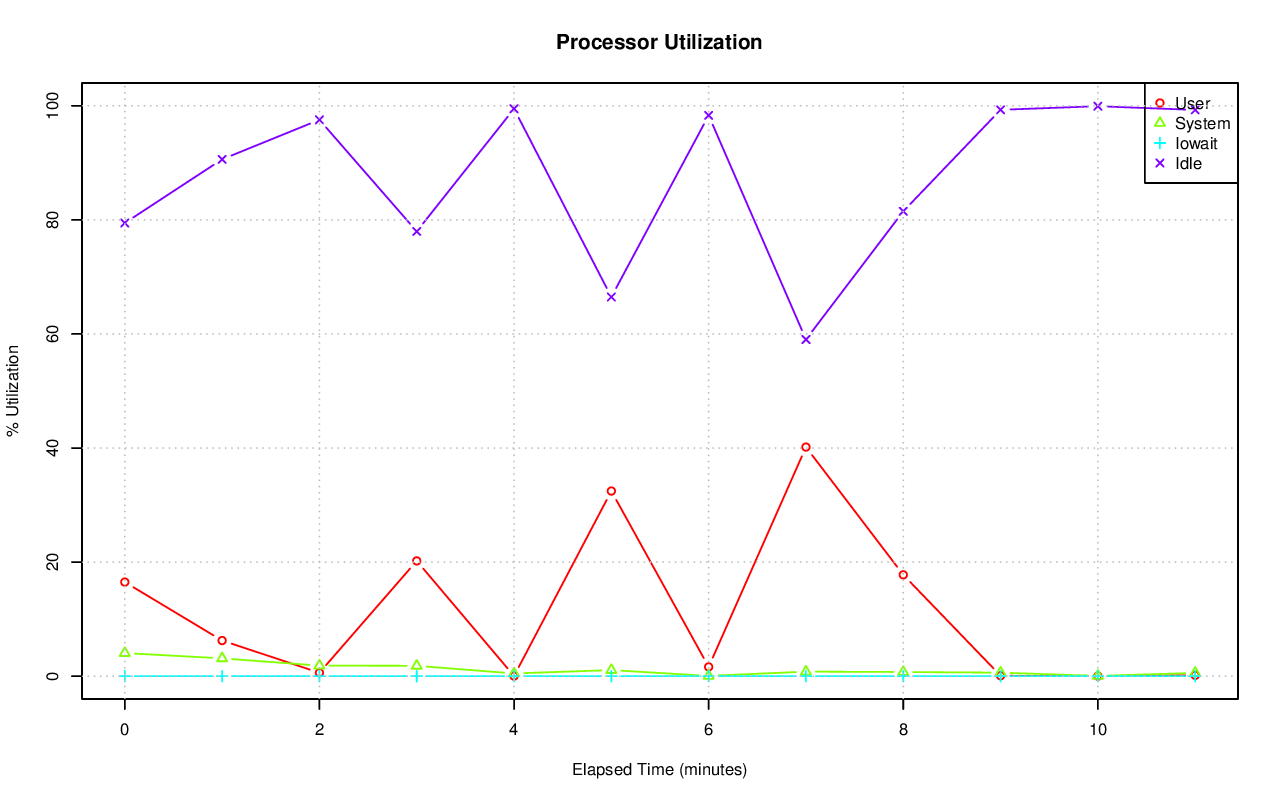 Processor Utilization
% Utilization
100
80
60
40
20
0
User
System
Iowait
Idle
0 2 4 6 8 10
Elapsed Time (minutes)